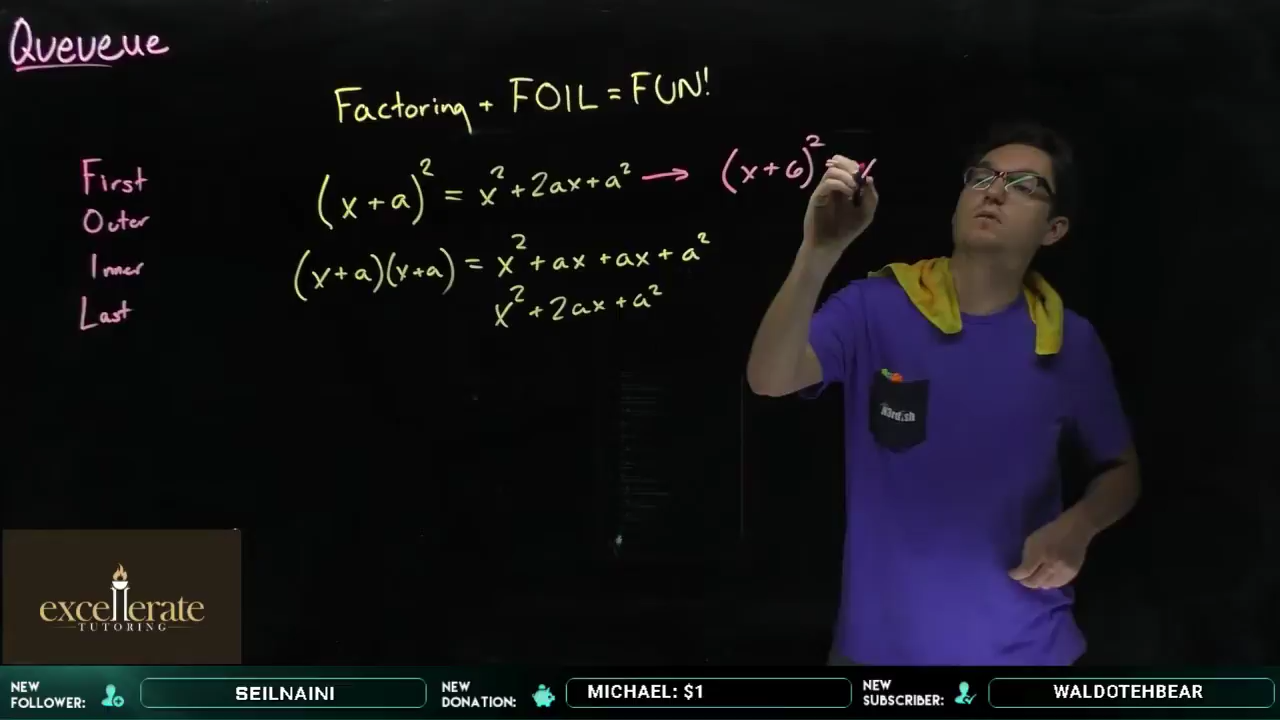 Queueue
Factoring + FOIL = FUN!
First
Outer
Inner
Last
(x + a)² = x² + 2ax + a² → (x + 6)² = x
(x + a)(x + a) = x² + ax + ax + a²
x² + 2ax + a²
N3rdish
excellerate
TUTORING
NEW FOLLOWER: SEILNAINI
NEW DONATION: MICHAEL: $1
NEW SUBSCRIBER: WALDOTEHBEAR